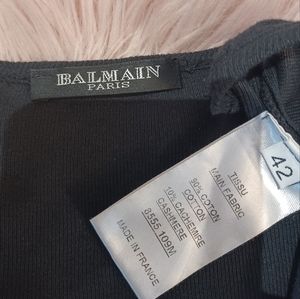 BALMAIN
PARIS
42
TISSU
MAIN FABRIC
90% COTON
COTTON
10% CACHEMIRE
CASHMERE
8555 109M
MADE IN FRANCE